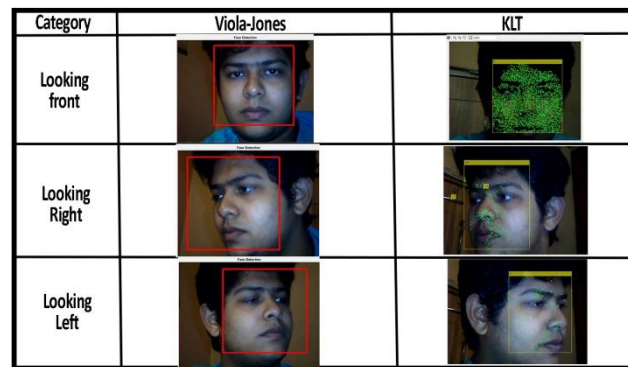 Category
Viola-Jones
KLT
Face Detection
Looking
front
Face Detection
Looking
Right
Face Detection
Looking
Left